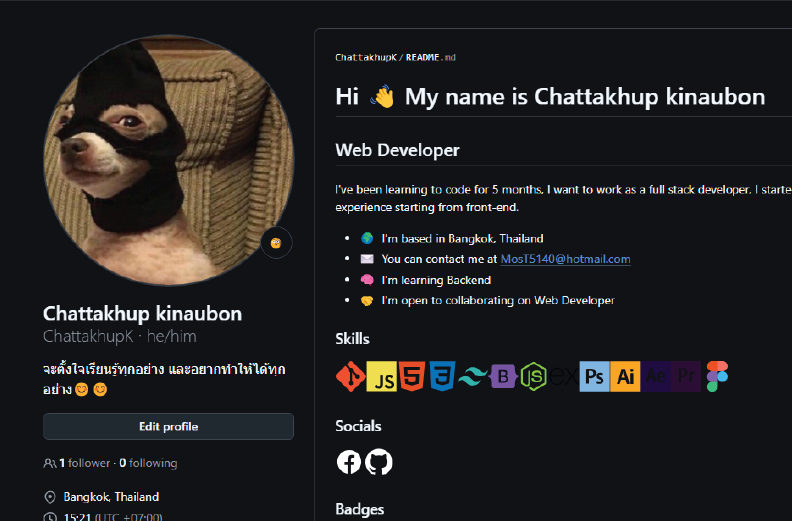 ChattakhupK / README.md
Hi 👋 My name is Chattakhup kinaubon
Web Developer
I've been learning to code for 5 months, I want to work as a full stack developer, I starte
experience starting from front-end.
🌍 I'm based in Bangkok, Thailand
✉️ You can contact me at MosT5140@hotmail.com
🧠 I'm learning Backend
🤝 I'm open to collaborating on Web Developer
Skills
JS 5 3 B JS ex Ps Ai Ae Pr
Socials
Badges
Chattakhup kinaubon
ChattakhupK · he/him
จะตั้งใจเรียนรู้ทุกอย่าง และอยากทำให้ได้ทุก
อย่าง😊 😊
Edit profile
1 follower · 0 following
Bangkok, Thailand
15:21 (UTC +07:00)